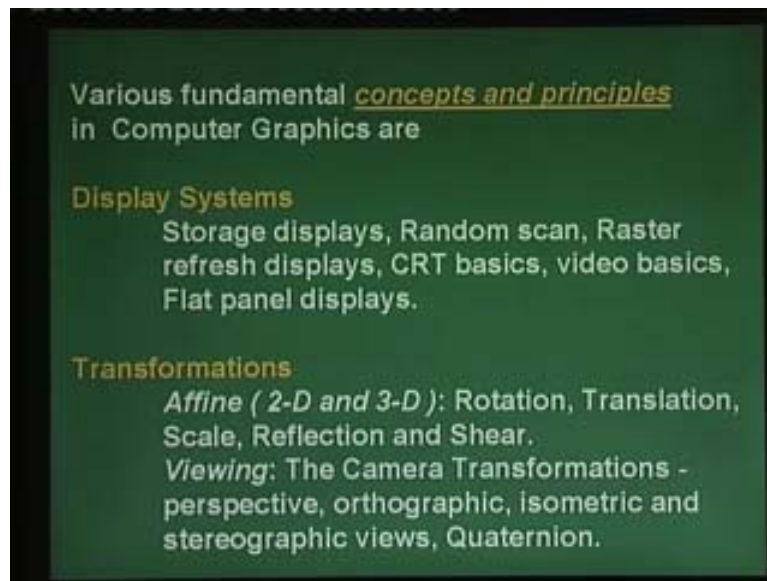 Various fundamental concepts and principles
in Computer Graphics are
Display Systems
Storage displays, Random scan, Raster
refresh displays, CRT basics, video basics,
Flat panel displays.
Transformations
Affine ( 2-D and 3-D ): Rotation, Translation,
Scale, Reflection and Shear.
Viewing: The Camera Transformations -
perspective, orthographic, isometric and
stereographic views, Quaternion.